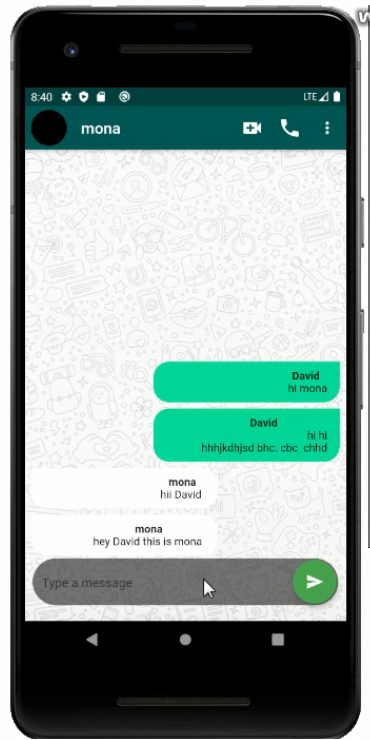 8:40
LTE
mona
David
hi mona
David
hi hi
hhhjkdhjsd bhc. cbc chhd
mona
hii David
mona
hey David this is mona
Type a message